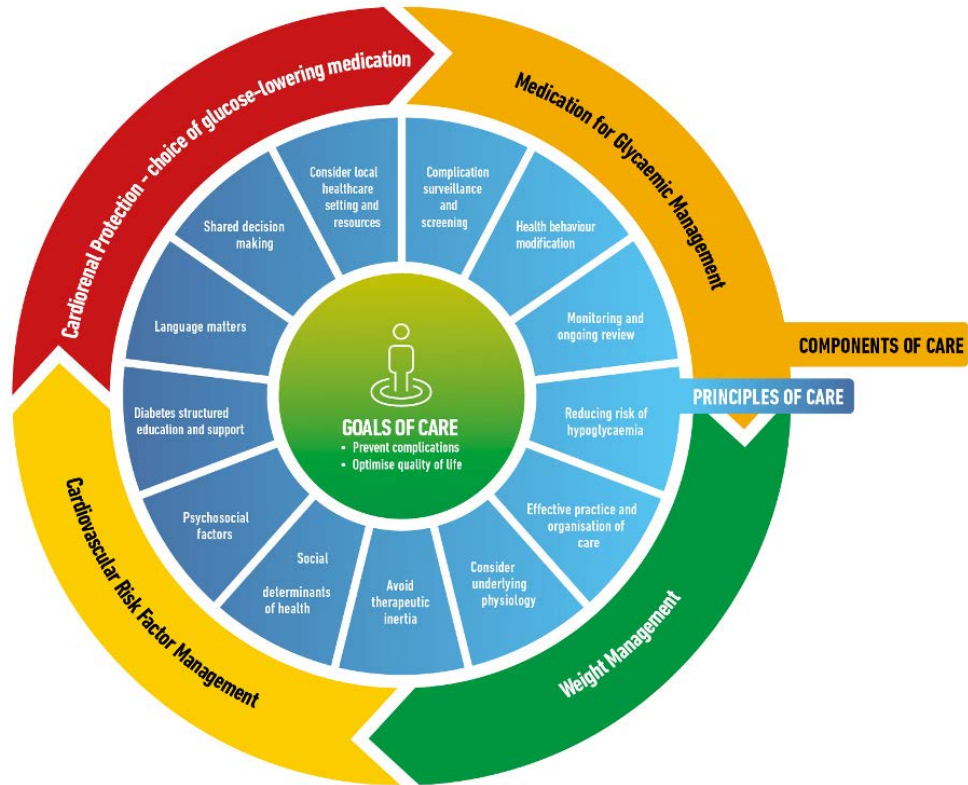 Cardiorenal Protection - choice of glucose-lowering medication
Medication for Glycaemic Management
COMPONENTS OF CARE
PRINCIPLES OF CARE
Weight Management
Cardiovascular Risk Factor Management
Consider local
healthcare
setting and
resources
Complication
surveillance
and
screening
Health behaviour
modification
Monitoring and
ongoing review
Reducing risk of
hypoglycaemia
Effective practice and
organisation of
care
Consider
underlying
physiology
Avoid
therapeutic
inertia
Social
determinants
of health
Psychosocial
factors
Diabetes structured
education and support
Language matters
Shared decision
making
GOALS OF CARE
• Prevent complications
• Optimise quality of life